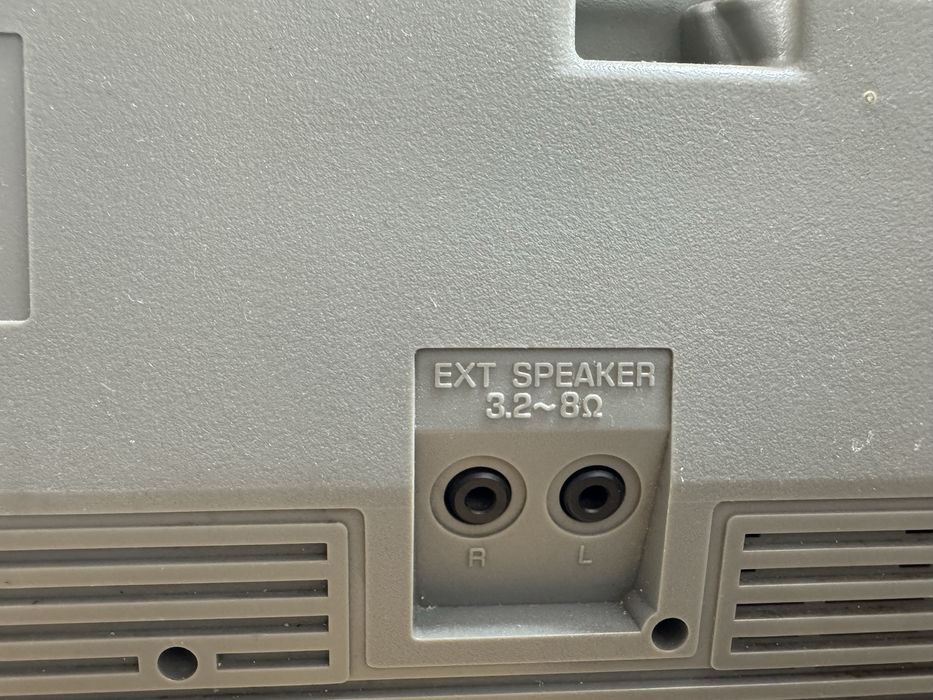 EXT SPEAKER
3.2~8Ω
R L